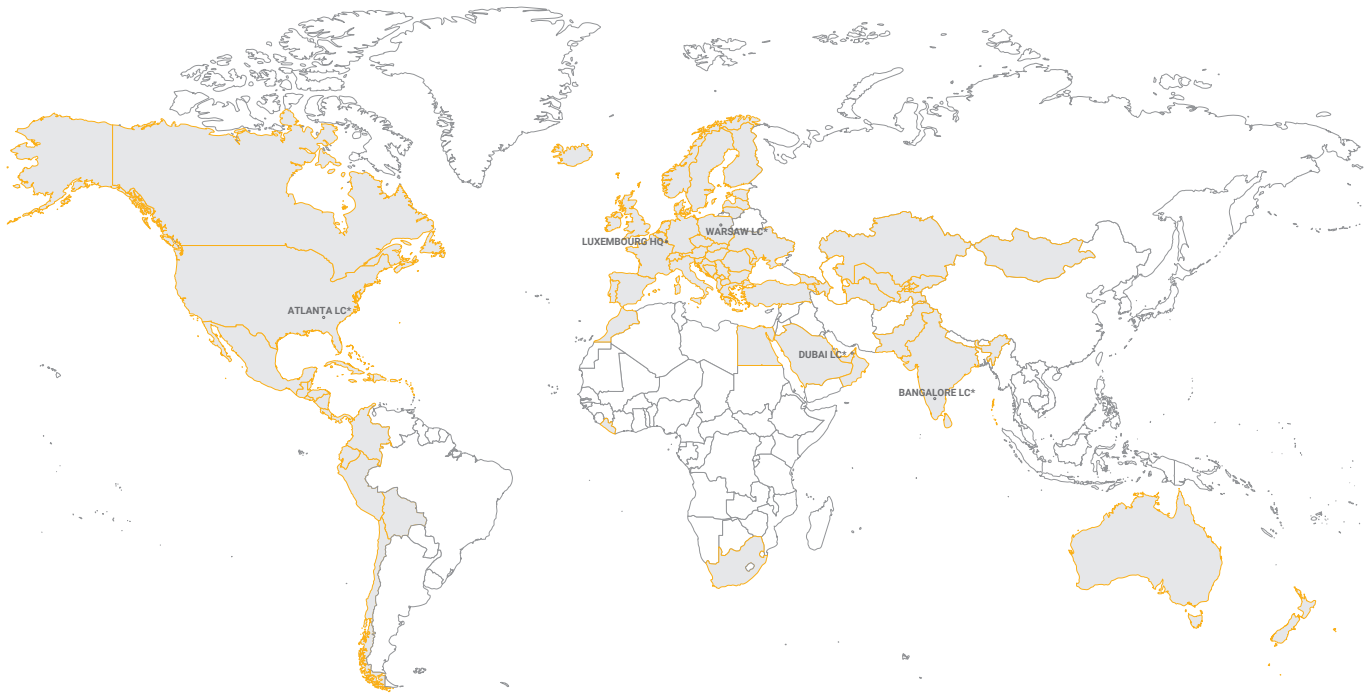 WARSAW LC*
LUXEMBOURG HQ
ATLANTA LC*
DUBAI LC*
BANGALORE LC*